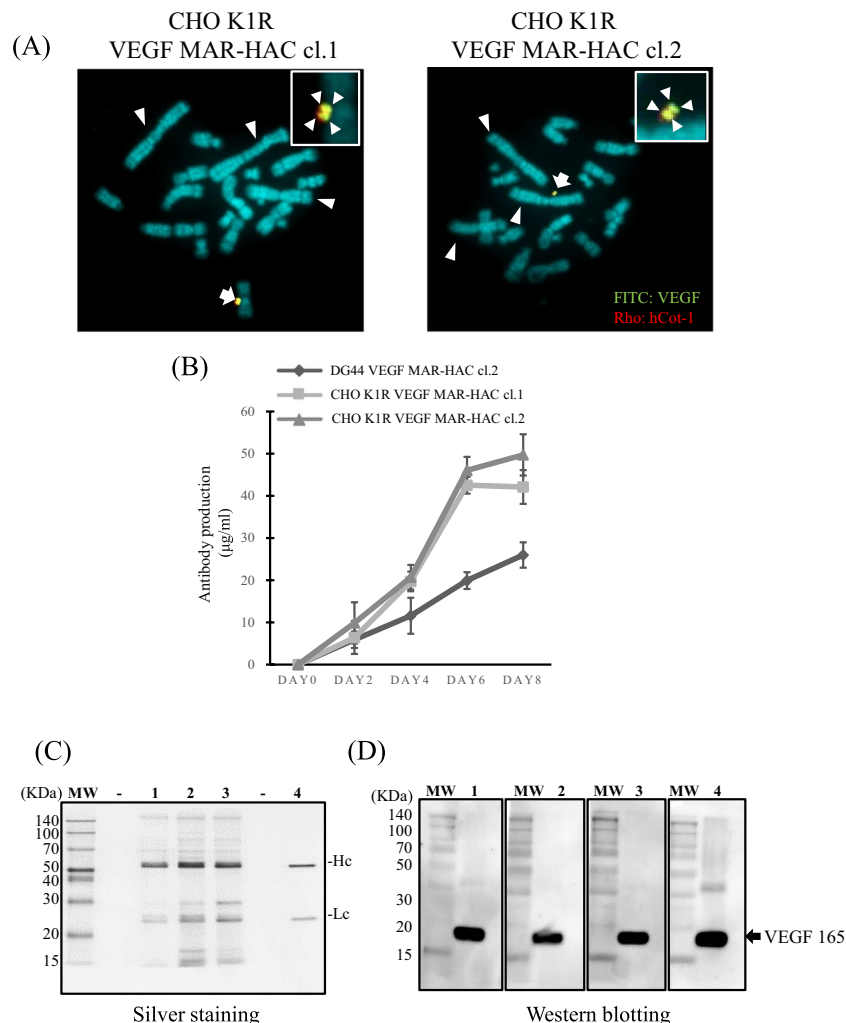 CHO K1R
VEGF MAR-HAC cl.1
CHO K1R
VEGF MAR-HAC cl.2
(A)
FITC: VEGF
Rho: hCot-1
(B)
DG44 VEGF MAR-HAC cl.2
CHO K1R VEGF MAR-HAC cl.1
CHO K1R VEGF MAR-HAC cl.2
Antibody production
(μg/ml)
60
50
40
30
20
10
0
DAY0 DAY2 DAY4 DAY6 DAY8
(C)
(KDa) MW - 1 2 3 - 4
140
100
70
50
40
30
20
15
-Hc
-Lc
Silver staining
(D)
(KDa) MW 1 MW 2 MW 3 MW 4
140
100
70
50
30
20
15
VEGF 165
Western blotting